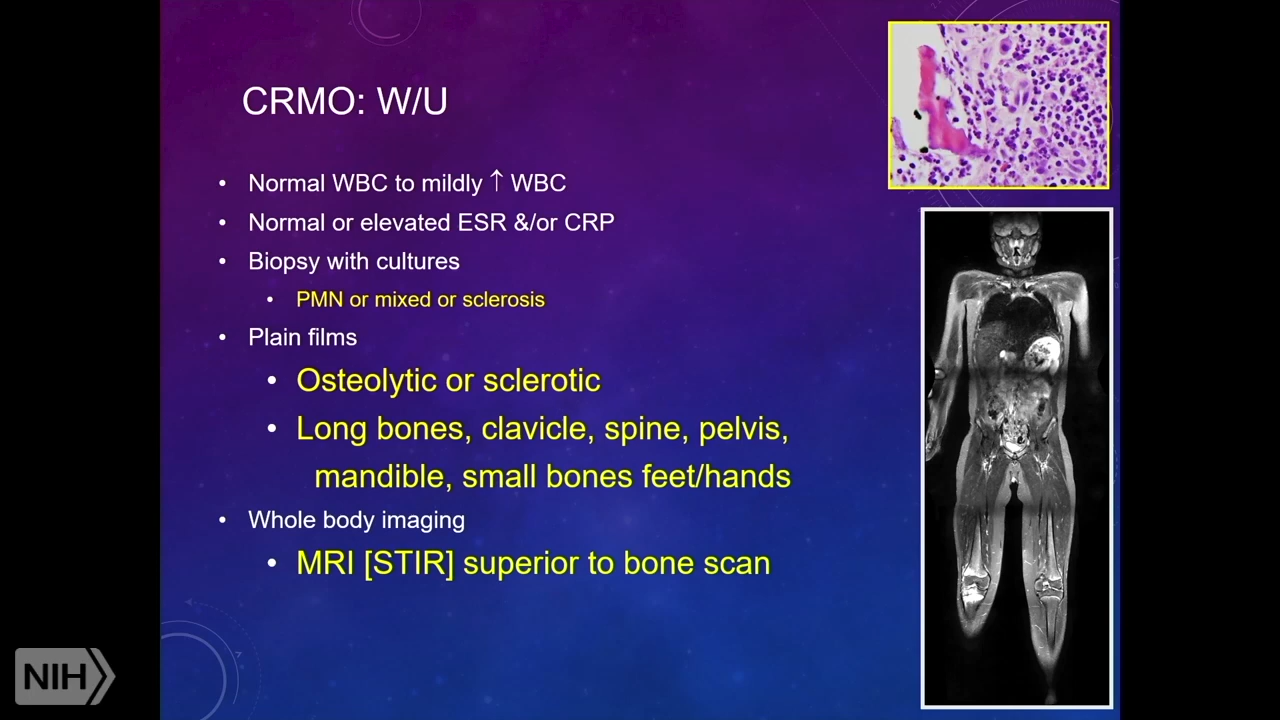 CRMO: W/U
• Normal WBC to mildly ↑ WBC
• Normal or elevated ESR &/or CRP
• Biopsy with cultures
• PMN or mixed or sclerosis
• Plain films
• Osteolytic or sclerotic
• Long bones, clavicle, spine, pelvis,
mandible, small bones feet/hands
• Whole body imaging
• MRI [STIR] superior to bone scan
NIH